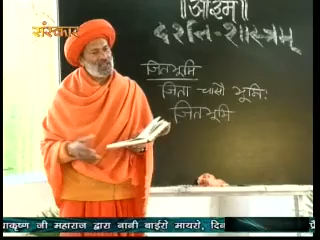 संस्कार
॥ओ३म्॥
दर्शन-शास्त्रम्
जितभूमि
जिता चासौ भूमिः
जितभूमि
कृष्ण जी महाराज द्वारा नानी बाईरो मायरो,